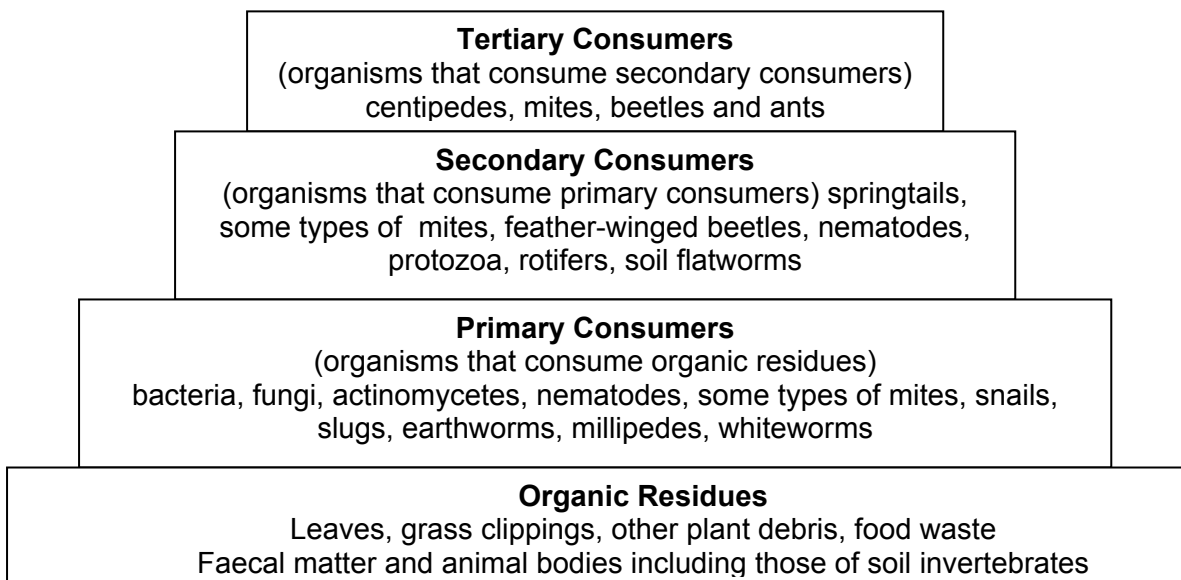 Tertiary Consumers
(organisms that consume secondary consumers)
centipedes, mites, beetles and ants
Secondary Consumers
(organisms that consume primary consumers) springtails,
some types of  mites, feather-winged beetles, nematodes,
protozoa, rotifers, soil flatworms
Primary Consumers
(organisms that consume organic residues)
bacteria, fungi, actinomycetes, nematodes, some types of mites, snails,
slugs, earthworms, millipedes, whiteworms
Organic Residues
Leaves, grass clippings, other plant debris, food waste
Faecal matter and animal bodies including those of soil invertebrates